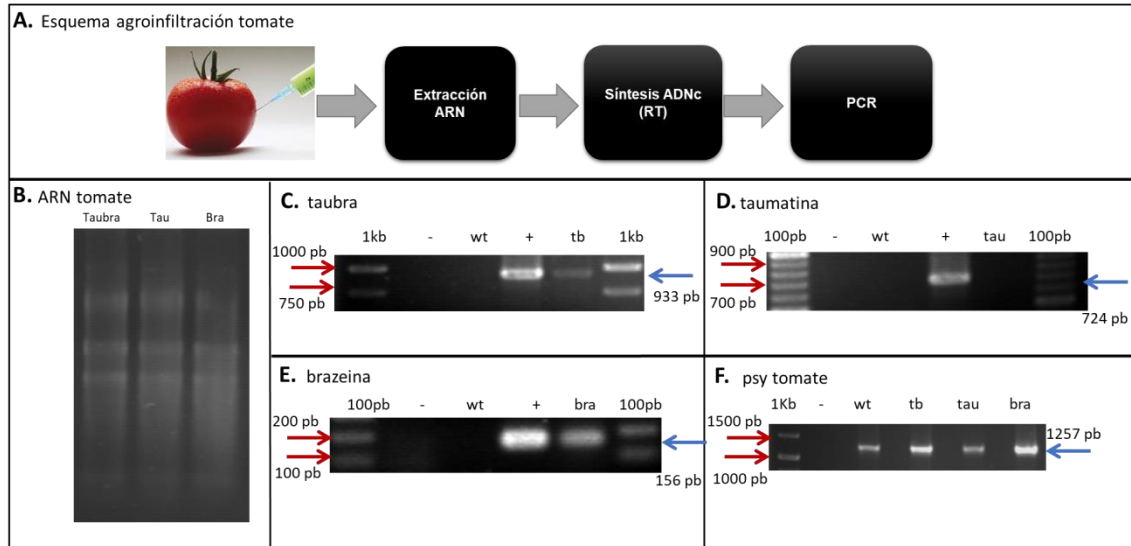 A. Esquema agroinfiltración tomate
Extracción
ARN
Síntesis ADNc
(RT)
PCR
B. ARN tomate
Taubra Tau Bra
C. taubra
1kb - wt + tb 1kb
1000 pb
750 pb
933 pb
D. taumatina
100pb - wt + tau 100pb
900 pb
700 pb
724 pb
E. brazeina
100pb - wt + bra 100pb
200 pb
100 pb
156 pb
F. psy tomate
1Kb - wt tb tau bra
1500 pb
1257 pb
1000 pb